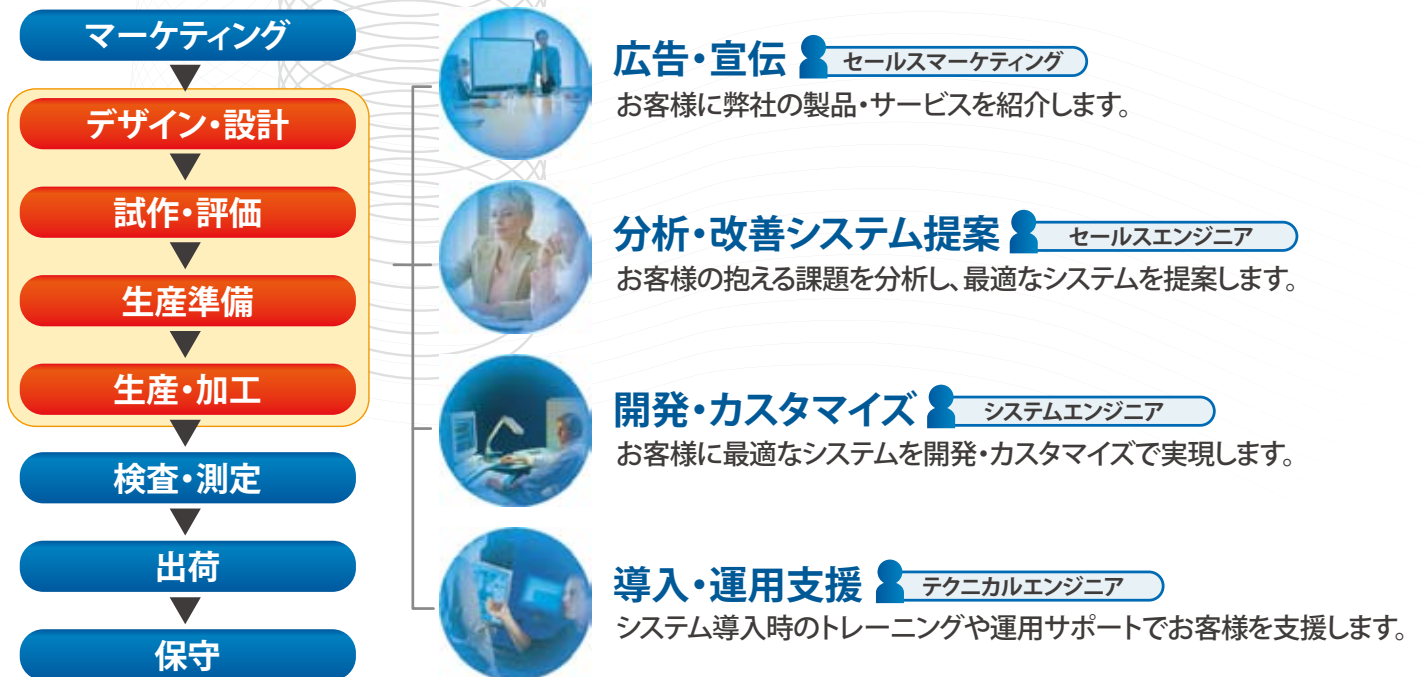 マーケティング
デザイン・設計
試作・評価
生産準備
生産・加工
検査・測定
出荷
保守
広告・宣伝 セールスマーケティング
お客様に弊社の製品・サービスを紹介します。
分析・改善システム提案 セールスエンジニア
お客様の抱える課題を分析し、最適なシステムを提案します。
開発・カスタマイズ システムエンジニア
お客様に最適なシステムを開発・カスタマイズで実現します。
導入・運用支援 テクニカルエンジニア
システム導入時のトレーニングや運用サポートでお客様を支援します。